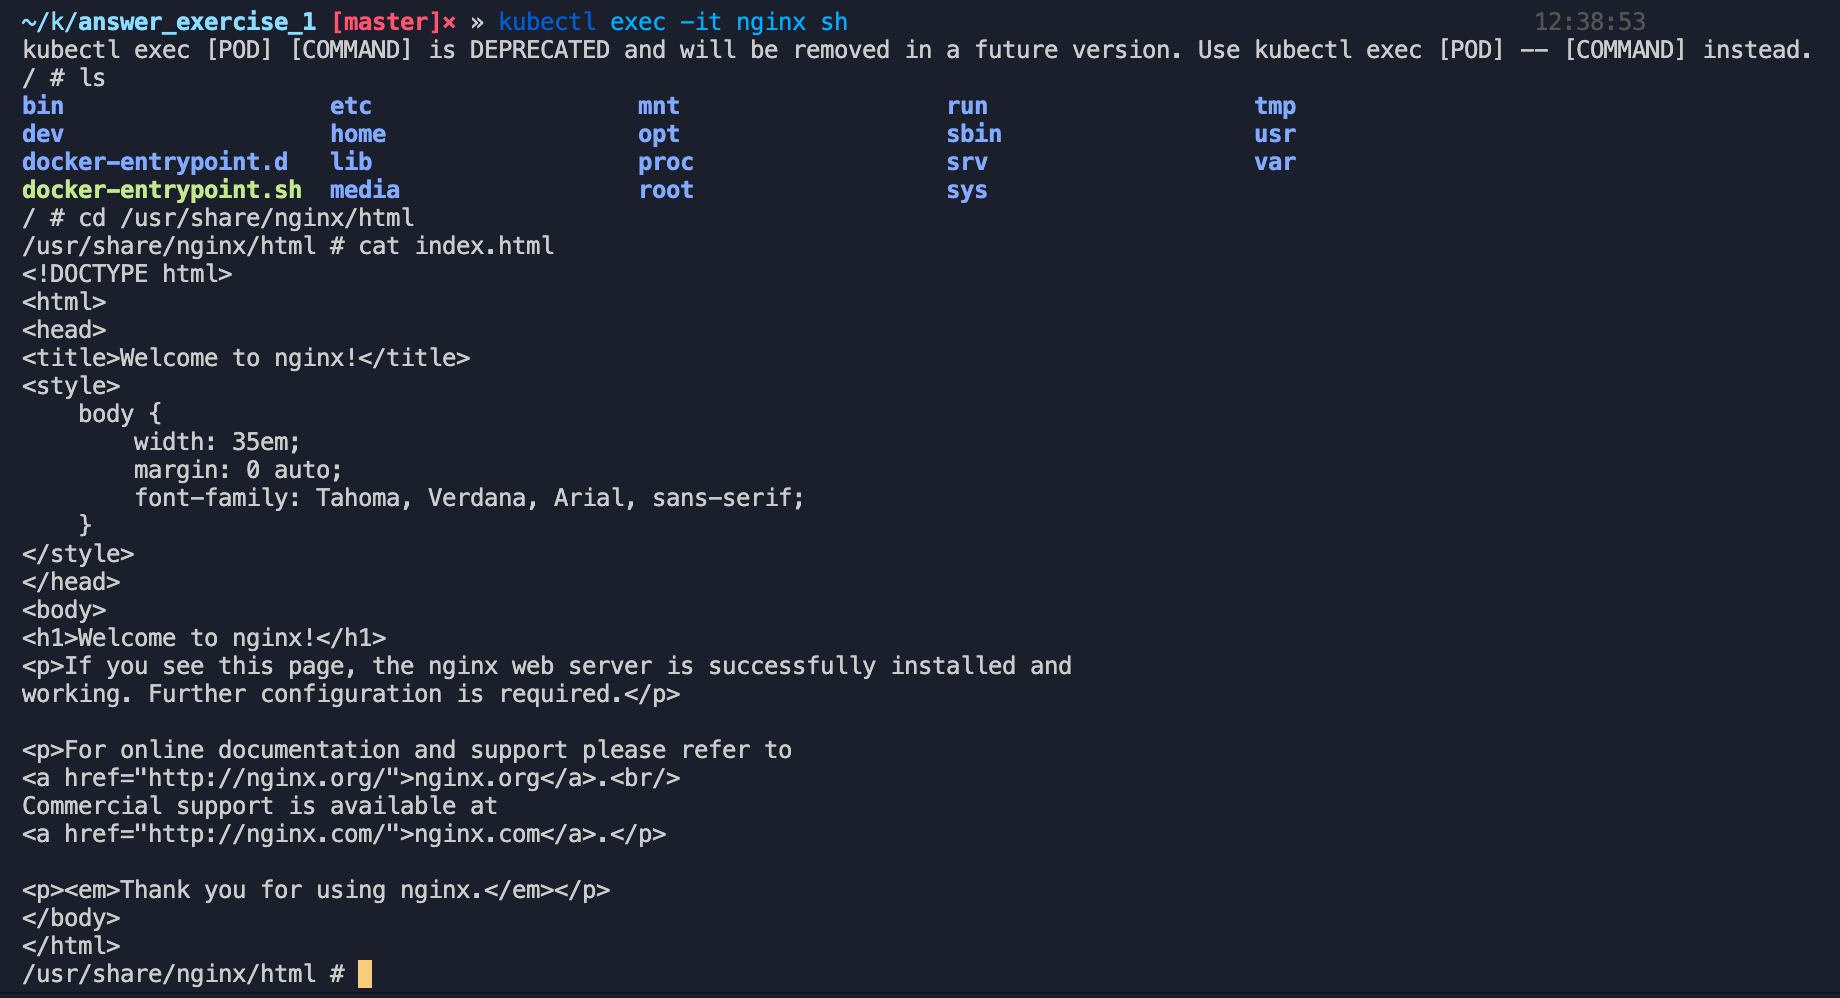 ~/k/answer_exercise_1 [master]× » kubectl exec -it nginx sh 12:38:53
kubectl exec [POD] [COMMAND] is DEPRECATED and will be removed in a future version. Use kubectl exec [POD] -- [COMMAND] instead.
/ # ls
bin etc mnt run tmp
dev home opt sbin usr
docker-entrypoint.d lib proc srv var
docker-entrypoint.sh media root sys
/ # cd /usr/share/nginx/html
/usr/share/nginx/html # cat index.html
<!DOCTYPE html>
<html>
<head>
<title>Welcome to nginx!</title>
<style>
    body {
        width: 35em;
        margin: 0 auto;
        font-family: Tahoma, Verdana, Arial, sans-serif;
    }
</style>
</head>
<body>
<h1>Welcome to nginx!</h1>
<p>If you see this page, the nginx web server is successfully installed and
working. Further configuration is required.</p>

<p>For online documentation and support please refer to
<a href="http://nginx.org/">nginx.org</a>.<br/>
Commercial support is available at
<a href="http://nginx.com/">nginx.com</a>.</p>

<p><em>Thank you for using nginx.</em></p>
</body>
</html>
/usr/share/nginx/html #